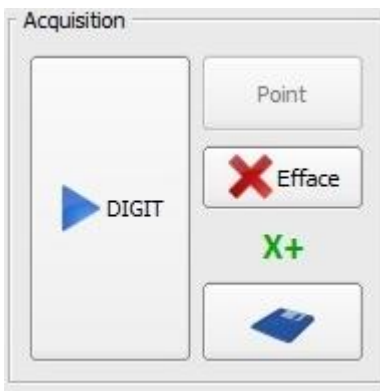 Acquisition
Point
Efface
DIGIT
X+